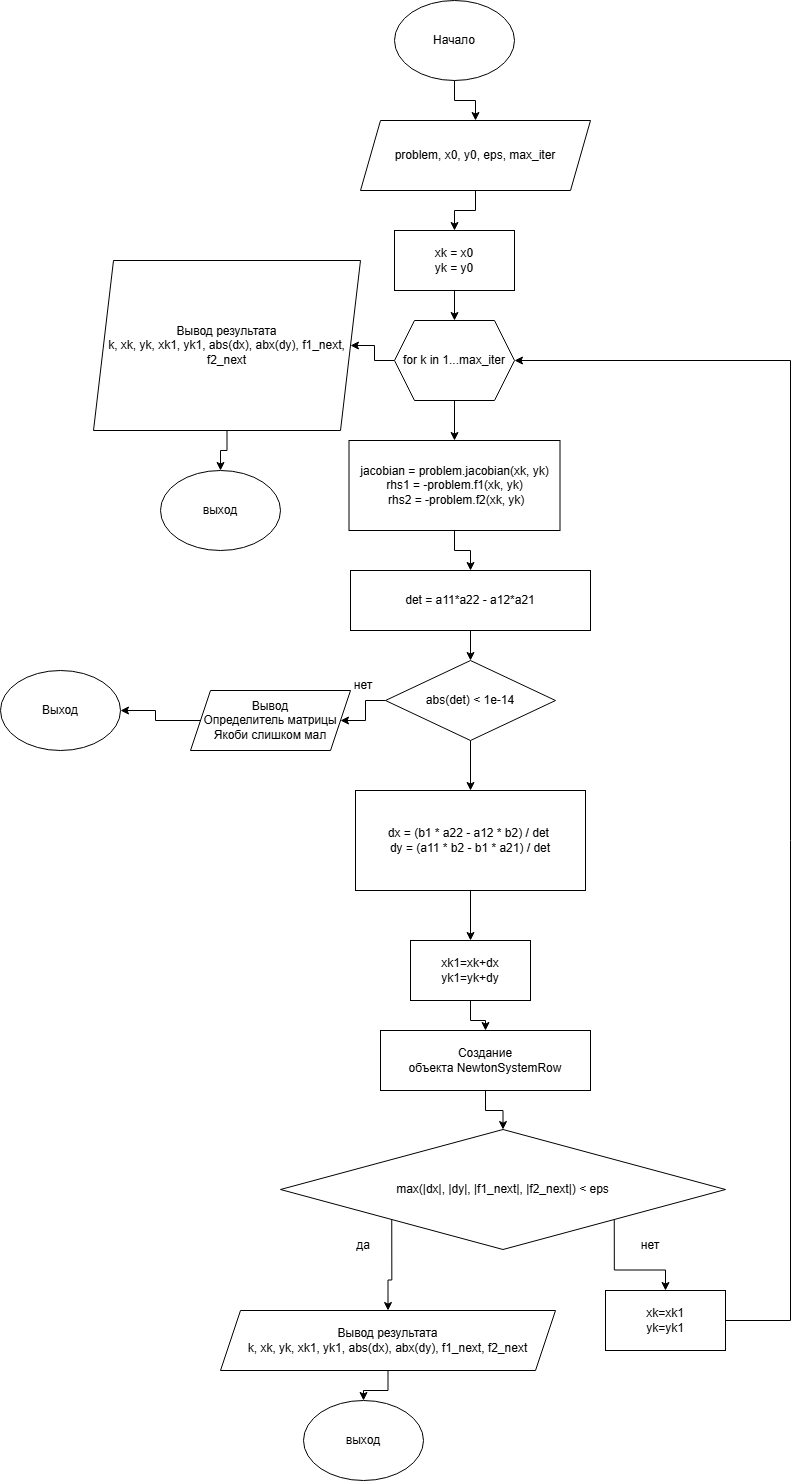 Начало
problem, x0, y0, eps, max_iter
xk = x0
yk = y0
for k in 1...max_iter
Вывод результата
k, xk, yk, xk1, yk1, abs(dx), abx(dy), f1_next,
f2_next
выход
jacobian = problem.jacobian(xk, yk)
rhs1 = -problem.f1(xk, yk)
rhs2 = -problem.f2(xk, yk)
det = a11*a22 - a12*a21
abs(det) < 1e-14
нет
Вывод
Определитель матрицы
Якоби слишком мал
Выход
dx = (b1 * a22 - a12 * b2) / det
dy = (a11 * b2 - b1 * a21) / det
xk1=xk+dx
yk1=yk+dy
Создание
объекта NewtonSystemRow
max(|dx|, |dy|, |f1_next|, |f2_next|) < eps
да
нет
xk=xk1
yk=yk1
Вывод результата
k, xk, yk, xk1, yk1, abs(dx), abx(dy), f1_next, f2_next
выход